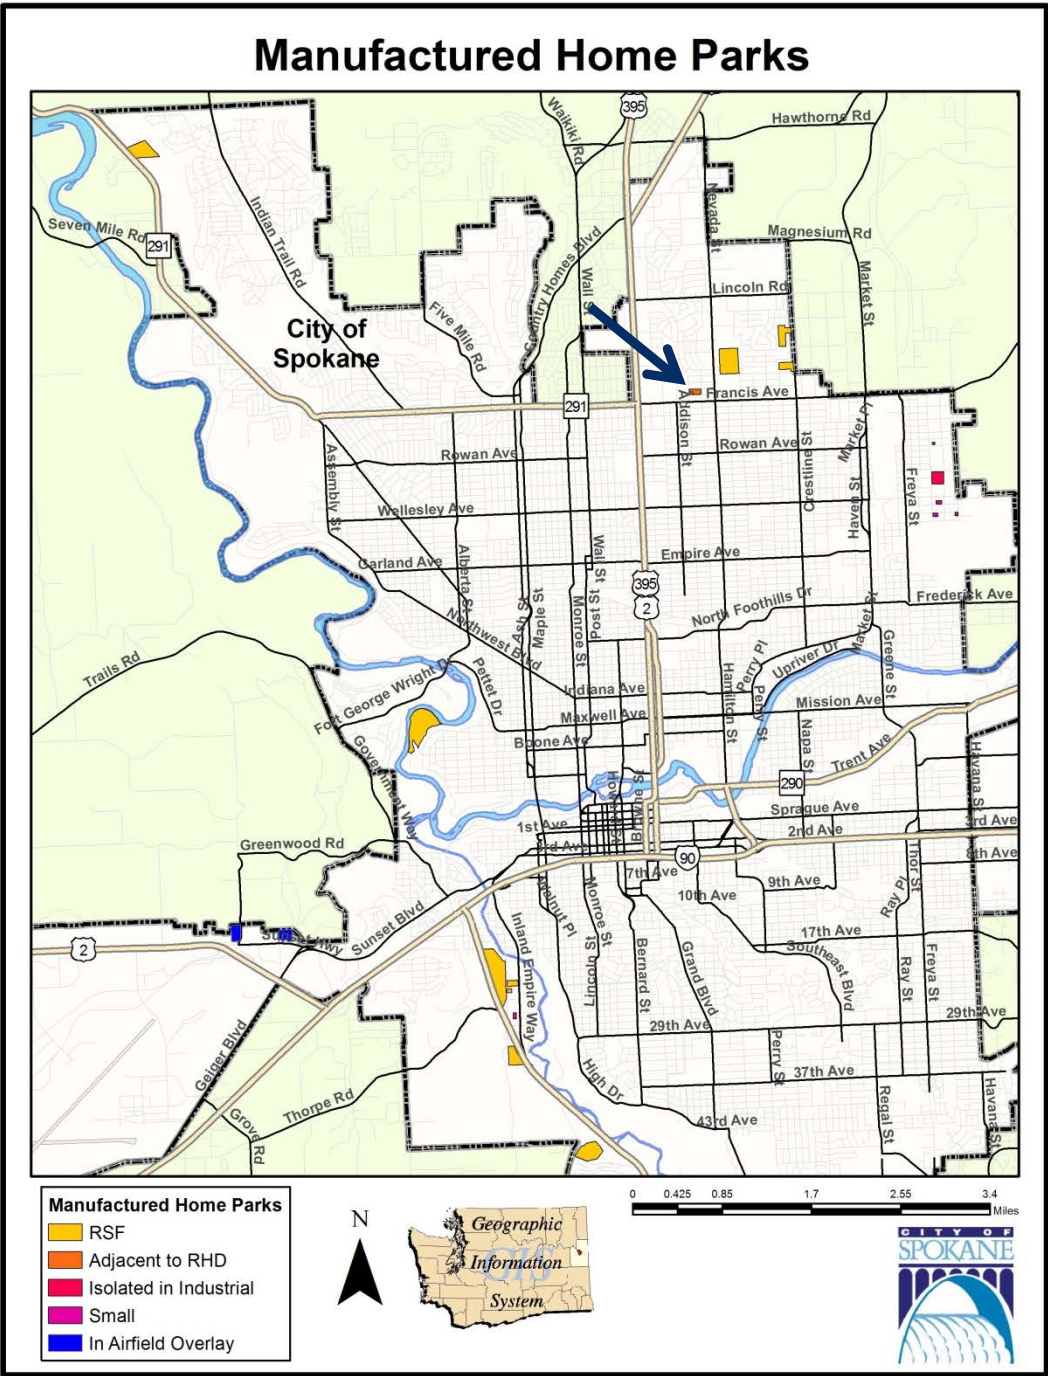 Manufactured Home Parks
395
Waikiki Rd
Hawthorne Rd
Nevada St
Indian Trail Rd
Seven Mile Rd
291
Country Homes Blvd
Magnesium Rd
Wall St
Market St
Lincoln Rd
City of
Spokane
Five Mile Rd
291
Francis Ave
Addison St
Market Pl
Rowan Ave
Rowan Ave
Assembly St
Crestline St
Freya St
Haven St
Wellesley Ave
Garland Ave
Alberta St
Wall St
Empire Ave
395
2
Post St
Maple St
Ash St
Monroe St
Northwest Blvd
North Foothills Dr
Frederick Ave
Market St
Greene St
Trails Rd
Fort George Wright Dr
Pettet Dr
Perry Pl
Upriver Dr
Indiana Ave
Hamilton St
Perry St
Mission Ave
Maxwell Ave
Boone Ave
Napa St
Trent Ave
Government Way
Havana St
290
Howard St
Browne St
Sprague Ave
1st Ave
2nd Ave
3rd Ave
3rd Ave
Greenwood Rd
90
7th Ave
8th Ave
Thor St
9th Ave
10th Ave
Ray Pl
Walnut Pl
Monroe St
Sunset Blvd
Sunset Hwy
2
Inland Empire Way
Lincoln St
Bernard St
Grand Blvd
17th Ave
Southeast Blvd
Ray St
Freya St
29th Ave
29th Ave
Geiger Blvd
Perry St
37th Ave
High Dr
Thorpe Rd
Grove Rd
43rd Ave
Regal St
Havana St
Manufactured Home Parks
RSF
Adjacent to RHD
Isolated in Industrial
Small
In Airfield Overlay
N
Geographic
GIS
Information
System
0 0.425 0.85 1.7 2.55 3.4
Miles
CITY OF
SPOKANE